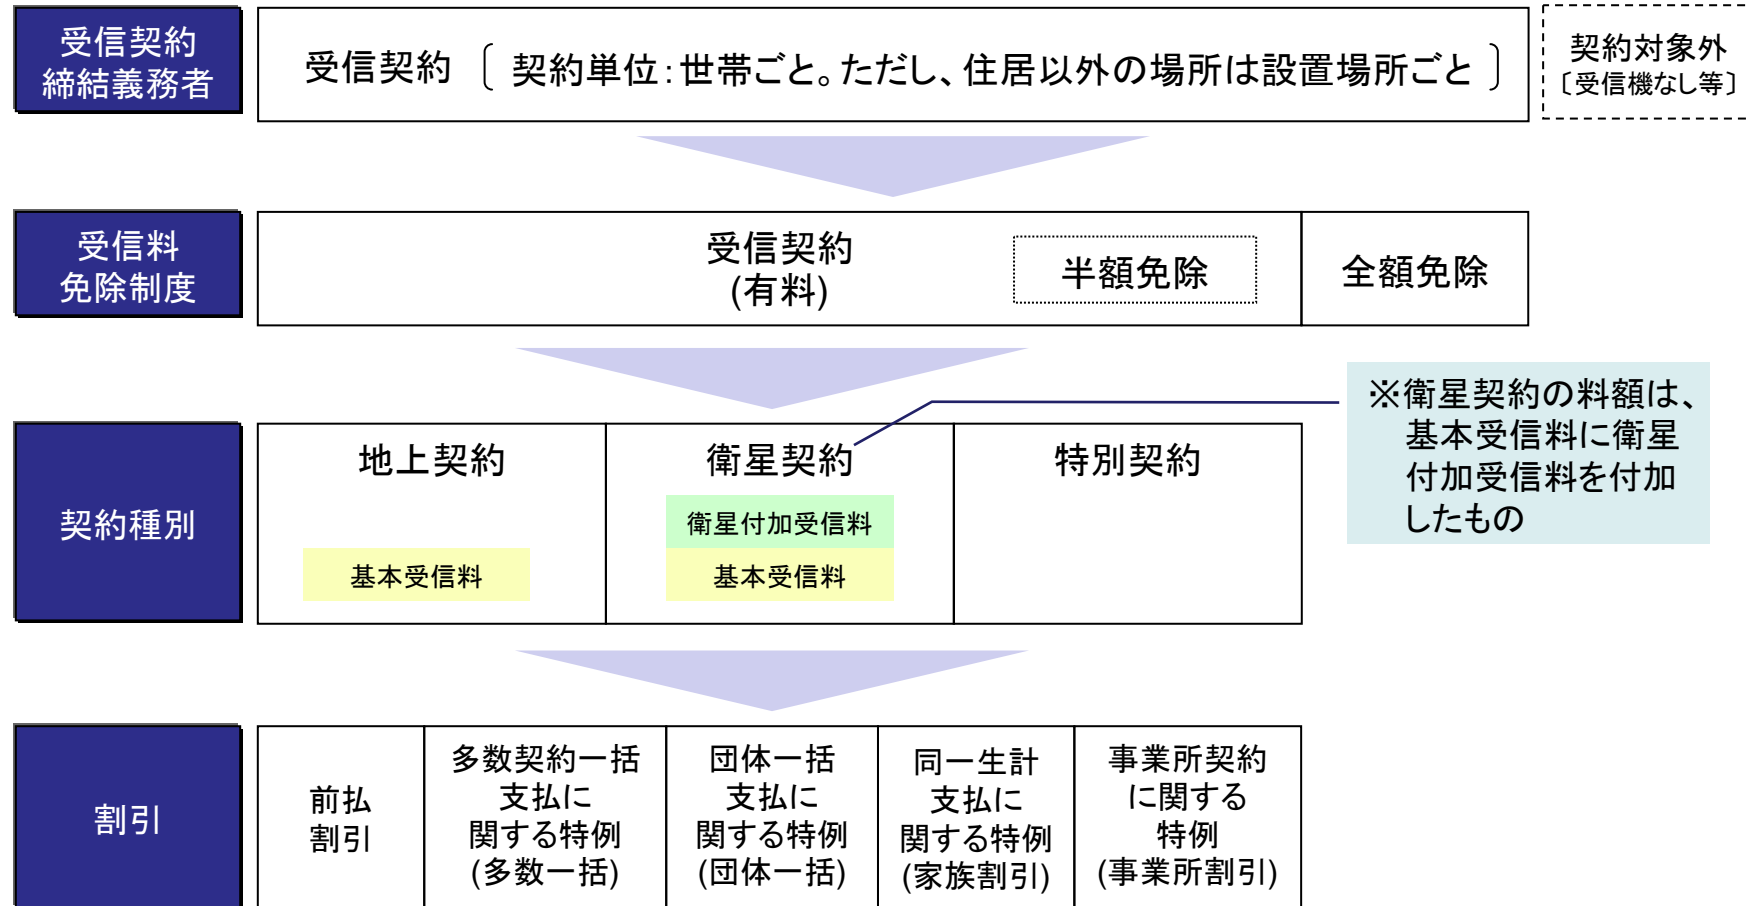 受信契約
締結義務者
受信契約〔契約単位：世帯ごと。ただし、住居以外の場所は設置場所ごと〕
契約対象外
〔受信機なし等〕
受信料
免除制度
受信契約
(有料)
半額免除
全額免除
※衛星契約の料額は、
基本受信料に衛星
付加受信料を付加
したもの
契約種別
地上契約
基本受信料
衛星契約
衛星付加受信料
基本受信料
特別契約
割引
前払
割引
多数契約一括
支払に
関する特例
(多数一括)
団体一括
支払に
関する特例
(団体一括)
同一生計
支払に
関する特例
(家族割引)
事業所契約
に関する
特例
(事業所割引)